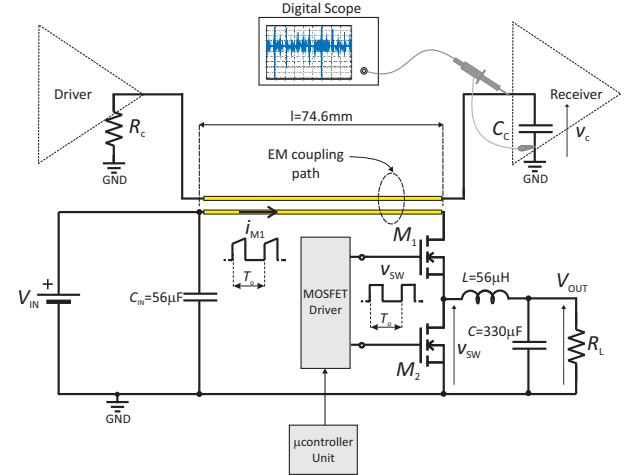 Digital Scope
Driver
R_c
GND
l=74.6mm
EM coupling
path
Receiver
C_C
v_c
GND
i_M1
T_o
V_IN
+
C_IN=56µF
MOSFET
Driver
v_SW
T_o
M_1
M_2
L=56µH
V_OUT
v_SW
C=330µF
R_L
GND
µcontroller
Unit